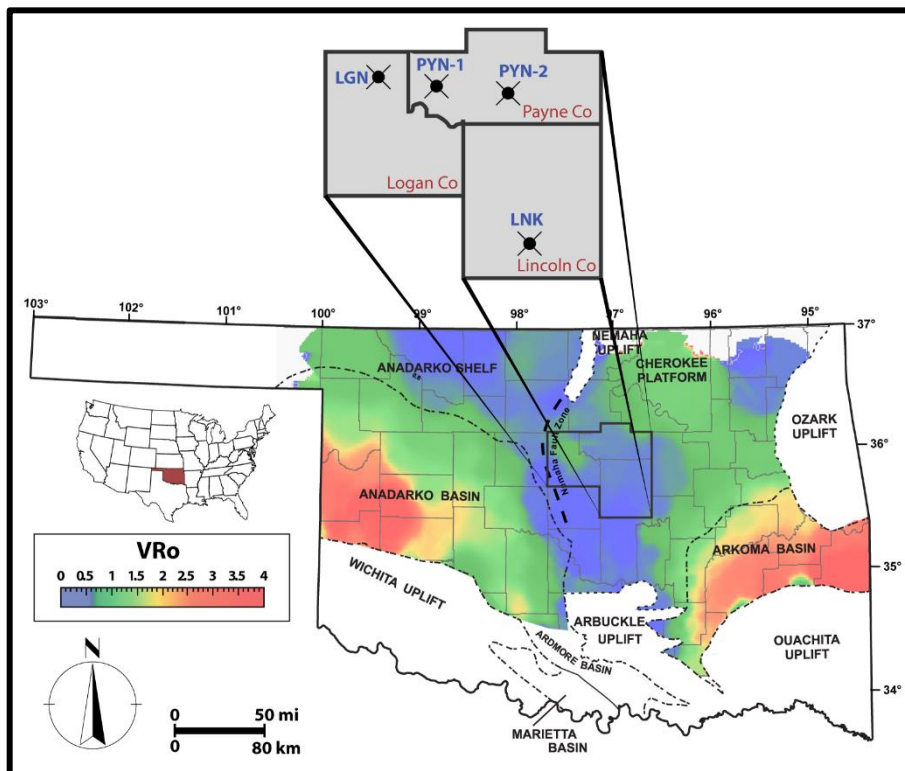 PYN-1
LGN
PYN-2
Payne Co
Logan Co
LNK
Lincoln Co
103°
102°
101°
100°
99°
98°
97°
96°
95°
37°
NEMAHA
UPLIFT
ANADARKO SHELF
CHEROKEE
PLATFORM
OZARK
UPLIFT
Nemaha Fault Zone
36°
ANADARKO BASIN
ARKOMA BASIN
VRo
0 0.5 1 1.5 2 2.5 3 3.5 4
WICHITA UPLIFT
35°
ARBUCKLE
UPLIFT
OUACHITA
UPLIFT
N
ARDMORE BASIN
34°
0 50 mi
0 80 km
MARIETTA
BASIN